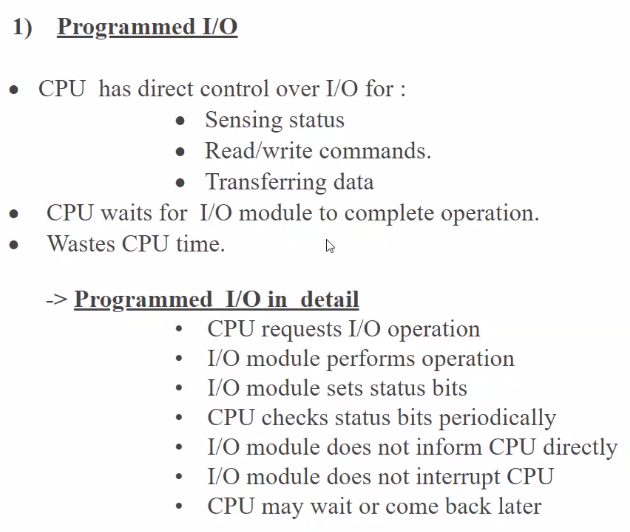 1) Programmed I/O
• CPU has direct control over I/O for :
• Sensing status
• Read/write commands.
• Transferring data
• CPU waits for I/O module to complete operation.
• Wastes CPU time.
-> Programmed I/O in detail
• CPU requests I/O operation
• I/O module performs operation
• I/O module sets status bits
• CPU checks status bits periodically
• I/O module does not inform CPU directly
• I/O module does not interrupt CPU
• CPU may wait or come back later